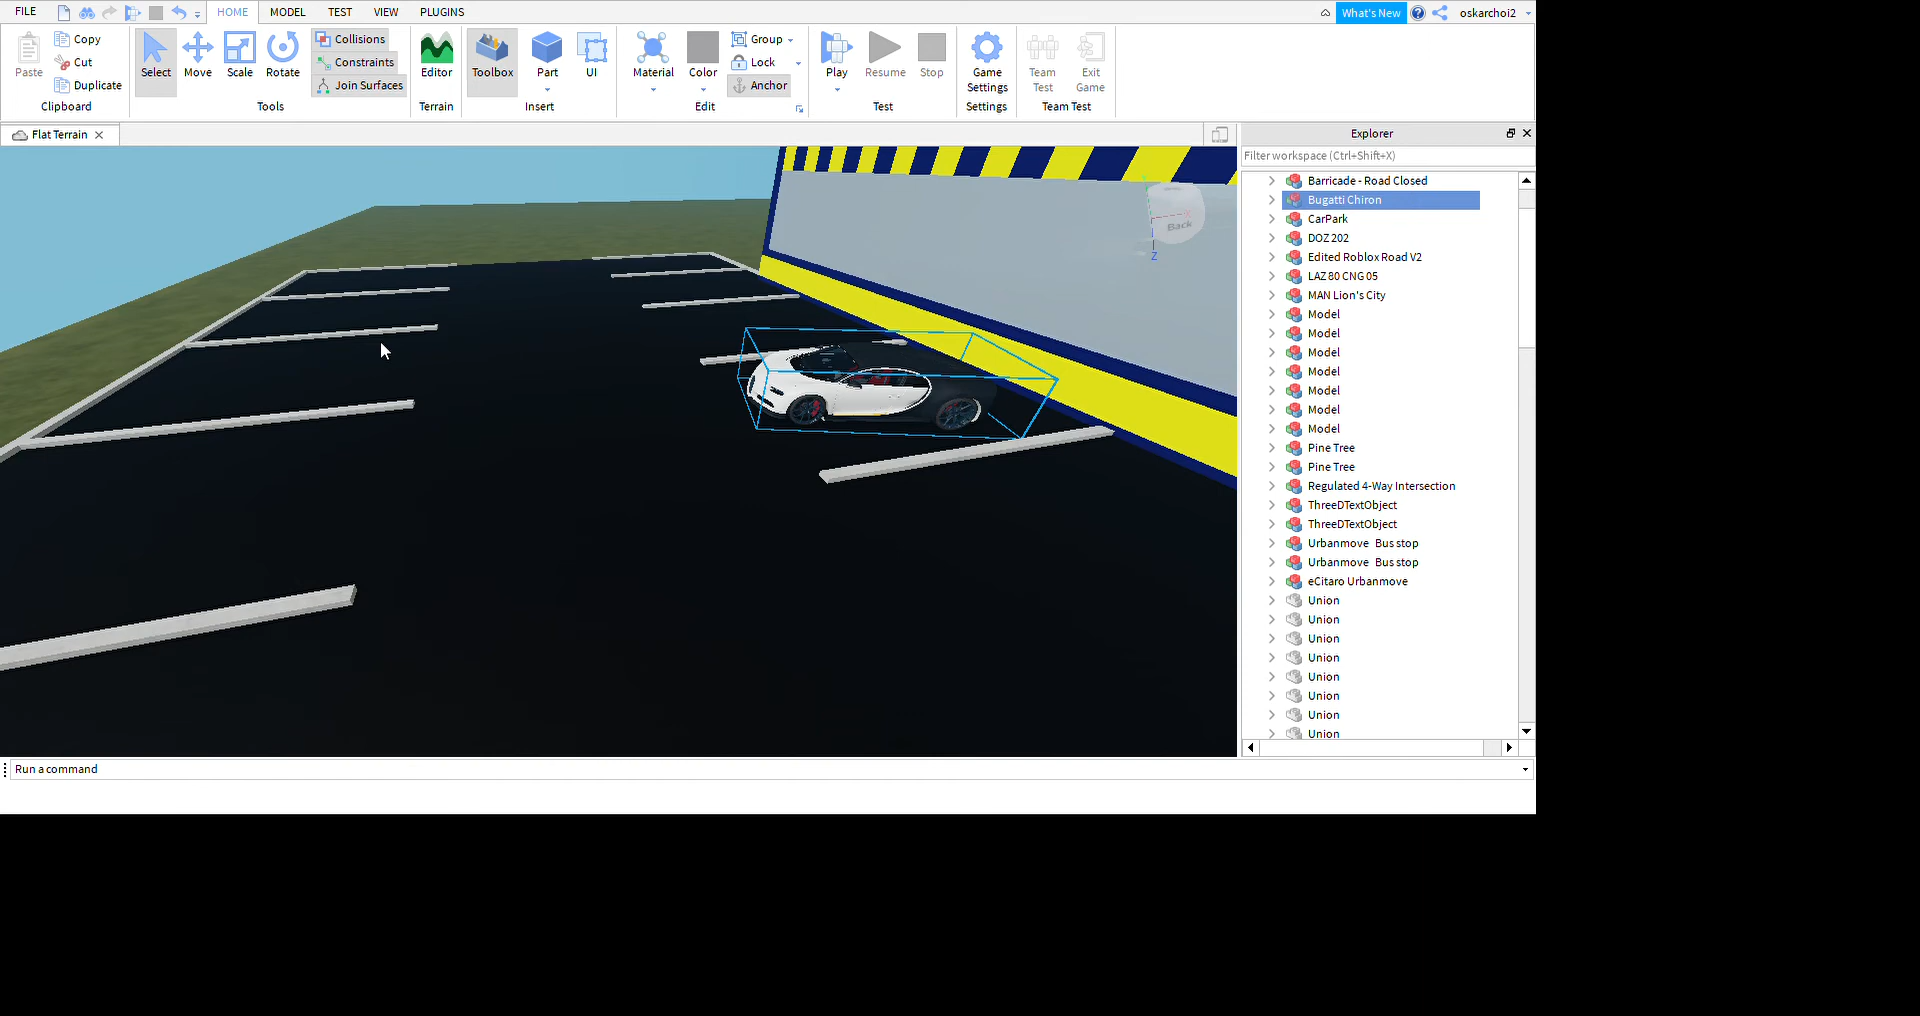 FILE HOME MODEL TEST VIEW PLUGINS What's New oskarchoi2
Paste Copy Cut Duplicate
Clipboard
Select Move Scale Rotate Collisions Constraints Join Surfaces
Tools
Editor
Terrain
Toolbox Part UI
Insert
Material Color Group Lock Anchor
Edit
Play Resume Stop
Test
Game Settings
Settings
Team Test Exit Game
Team Test
Flat Terrain
Explorer
Filter workspace (Ctrl+Shift+X)
Barricade - Road Closed
Bugatti Chiron
CarPark
DOZ 202
Edited Roblox Road V2
LAZ 80 CNG 05
MAN Lion's City
Model
Model
Model
Model
Model
Model
Model
Pine Tree
Pine Tree
Regulated 4-Way Intersection
ThreeDTextObject
ThreeDTextObject
Urbanmove Bus stop
Urbanmove Bus stop
eCitaro Urbanmove
Union
Union
Union
Union
Union
Union
Union
Union
Back
Z
Run a command